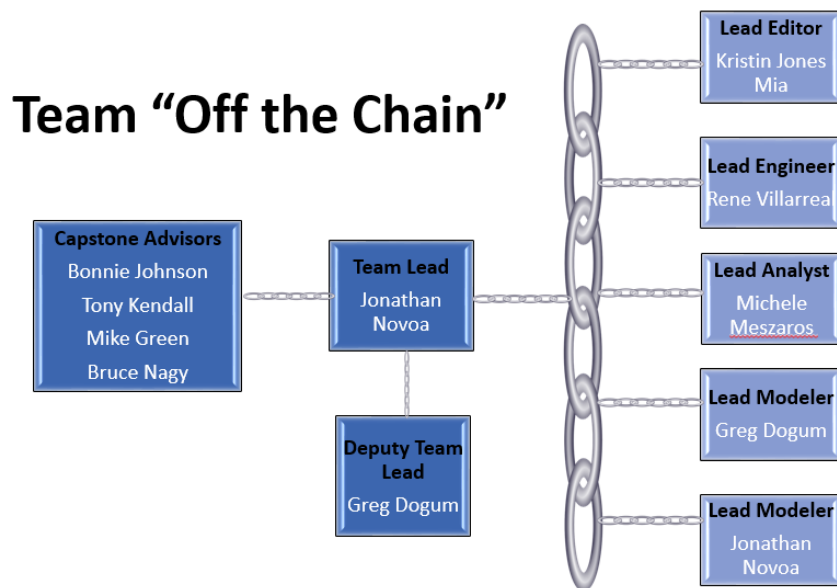 Team “Off the Chain”
Capstone Advisors
Bonnie Johnson
Tony Kendall
Mike Green
Bruce Nagy
Team Lead
Jonathan
Novoa
Deputy Team
Lead
Greg Dogum
Lead Editor
Kristin Jones
Mia
Lead Engineer
Rene Villarreal
Lead Analyst
Michele
Meszaros
Lead Modeler
Greg Dogum
Lead Modeler
Jonathan
Novoa